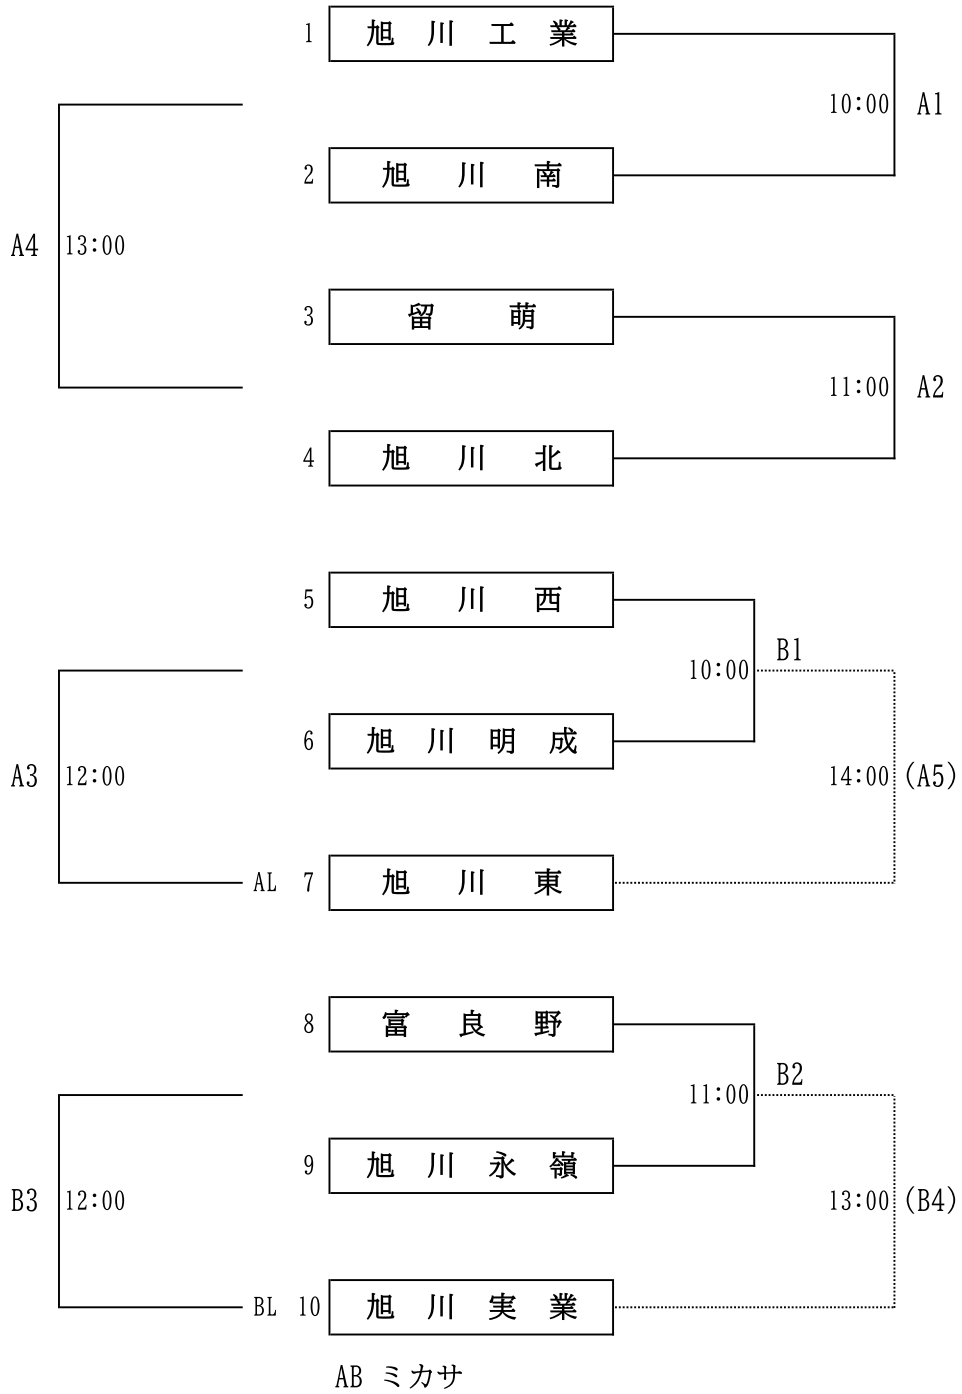 1 旭川工業
10:00 A1
2 旭川南
A4 13:00
3 留萌
11:00 A2
4 旭川北
5 旭川西
B1
10:00
6 旭川明成
A3 12:00
14:00 (A5)
AL 7 旭川東
8 富良野
B2
11:00
9 旭川永嶺
B3 12:00
13:00 (B4)
BL 10 旭川実業
AB ミカサ